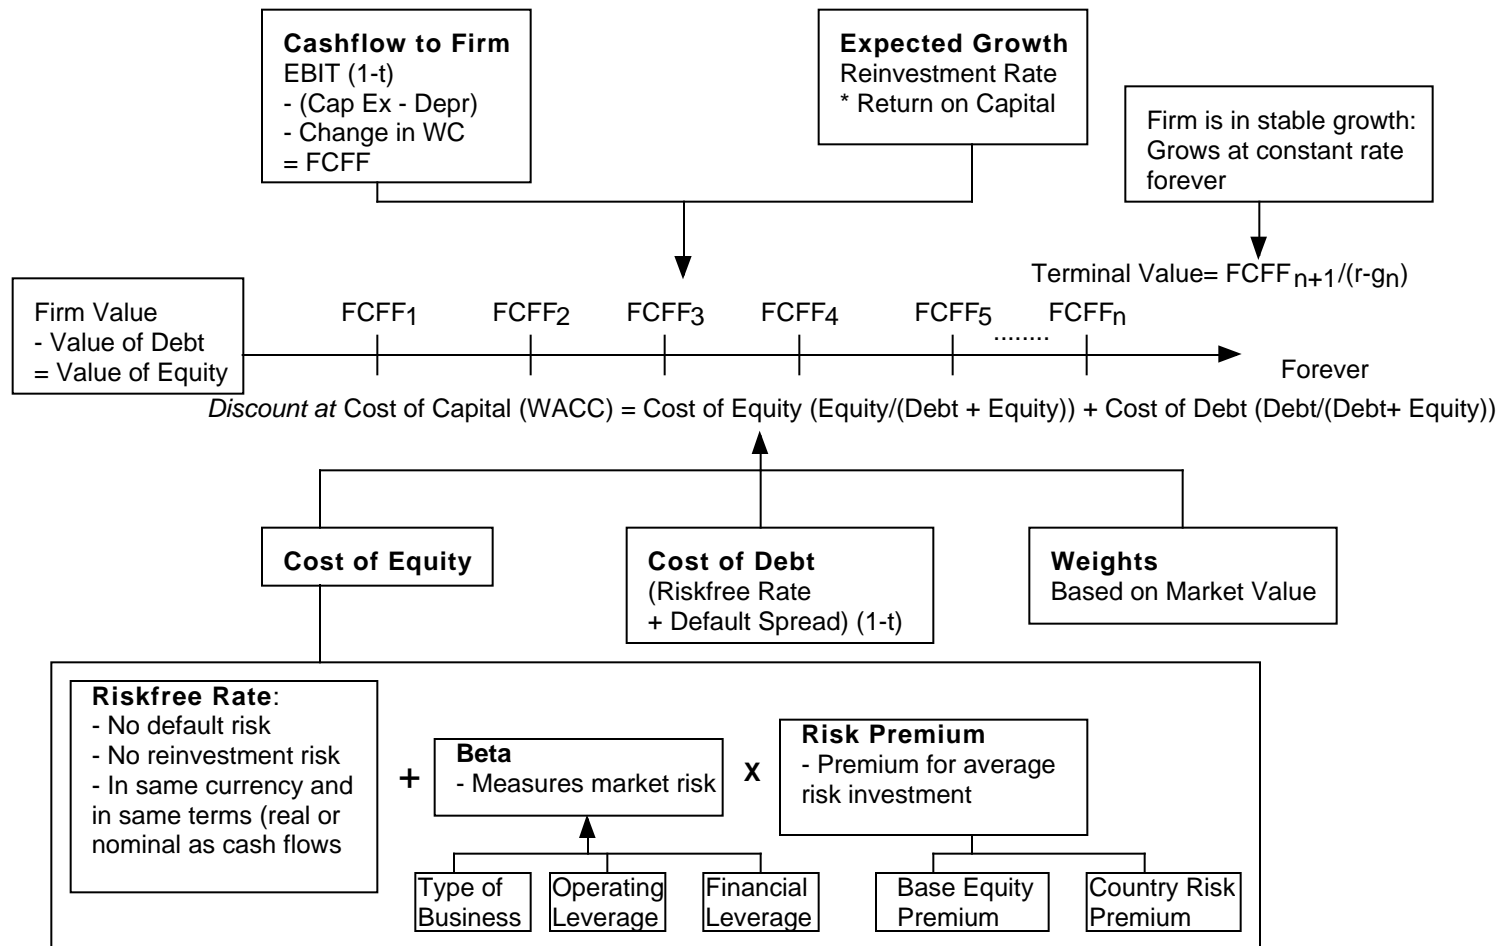 Cashflow to Firm
EBIT (1-t)
- (Cap Ex - Depr)
- Change in WC
= FCFF
Expected Growth
Reinvestment Rate
* Return on Capital
Firm is in stable growth:
Grows at constant rate
forever
Terminal Value= FCFFn+1/(r-gn)
Firm Value
- Value of Debt
= Value of Equity
FCFF1
FCFF2
FCFF3
FCFF4
FCFF5
........
FCFFn
Forever
Discount at Cost of Capital (WACC) = Cost of Equity (Equity/(Debt + Equity)) + Cost of Debt (Debt/(Debt+ Equity))
Cost of Equity
Cost of Debt
(Riskfree Rate
+ Default Spread) (1-t)
Weights
Based on Market Value
Riskfree Rate:
- No default risk
- No reinvestment risk
- In same currency and
in same terms (real or
nominal as cash flows
+
Beta
- Measures market risk
X
Risk Premium
- Premium for average
risk investment
Type of
Business
Operating
Leverage
Financial
Leverage
Base Equity
Premium
Country Risk
Premium